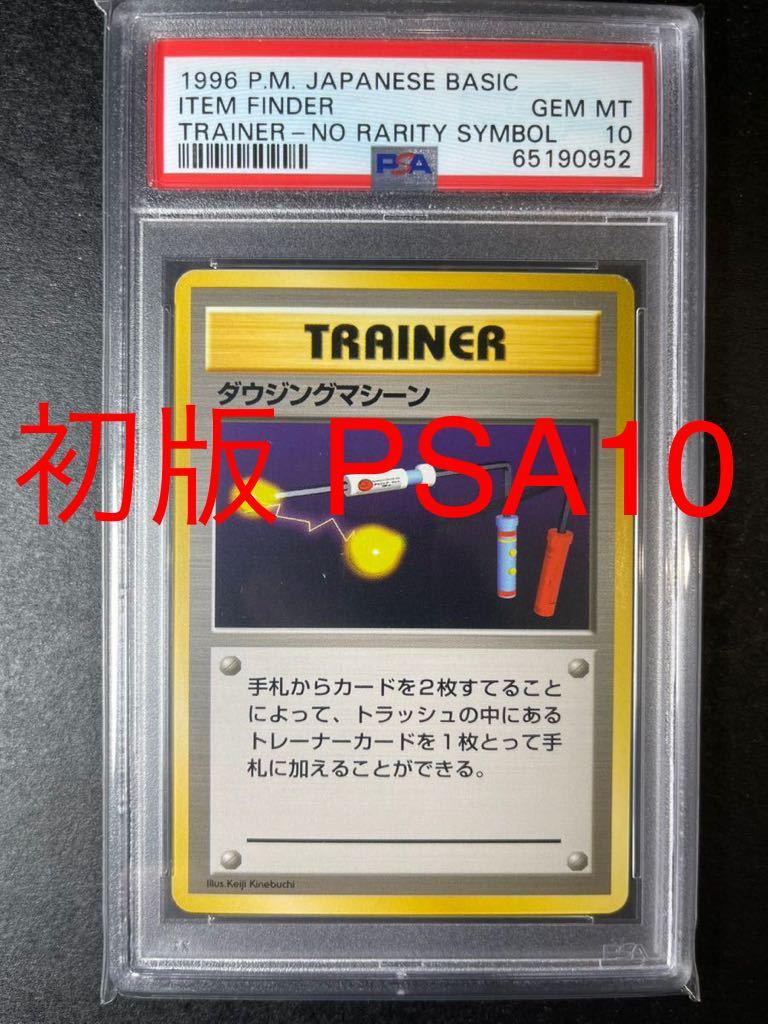 1996 P.M. JAPANESE BASIC
ITEM FINDER GEM MT
TRAINER-NO RARITY SYMBOL 10
65190952
PSA
TRAINER
ダウジングマシーン
初版 PSA10
手札からカードを2枚すてること
によって、トラッシュの中にある
トレーナーカードを1枚とって手
札に加えることができる。
Illus.Keiji Kinebuchi
PSA